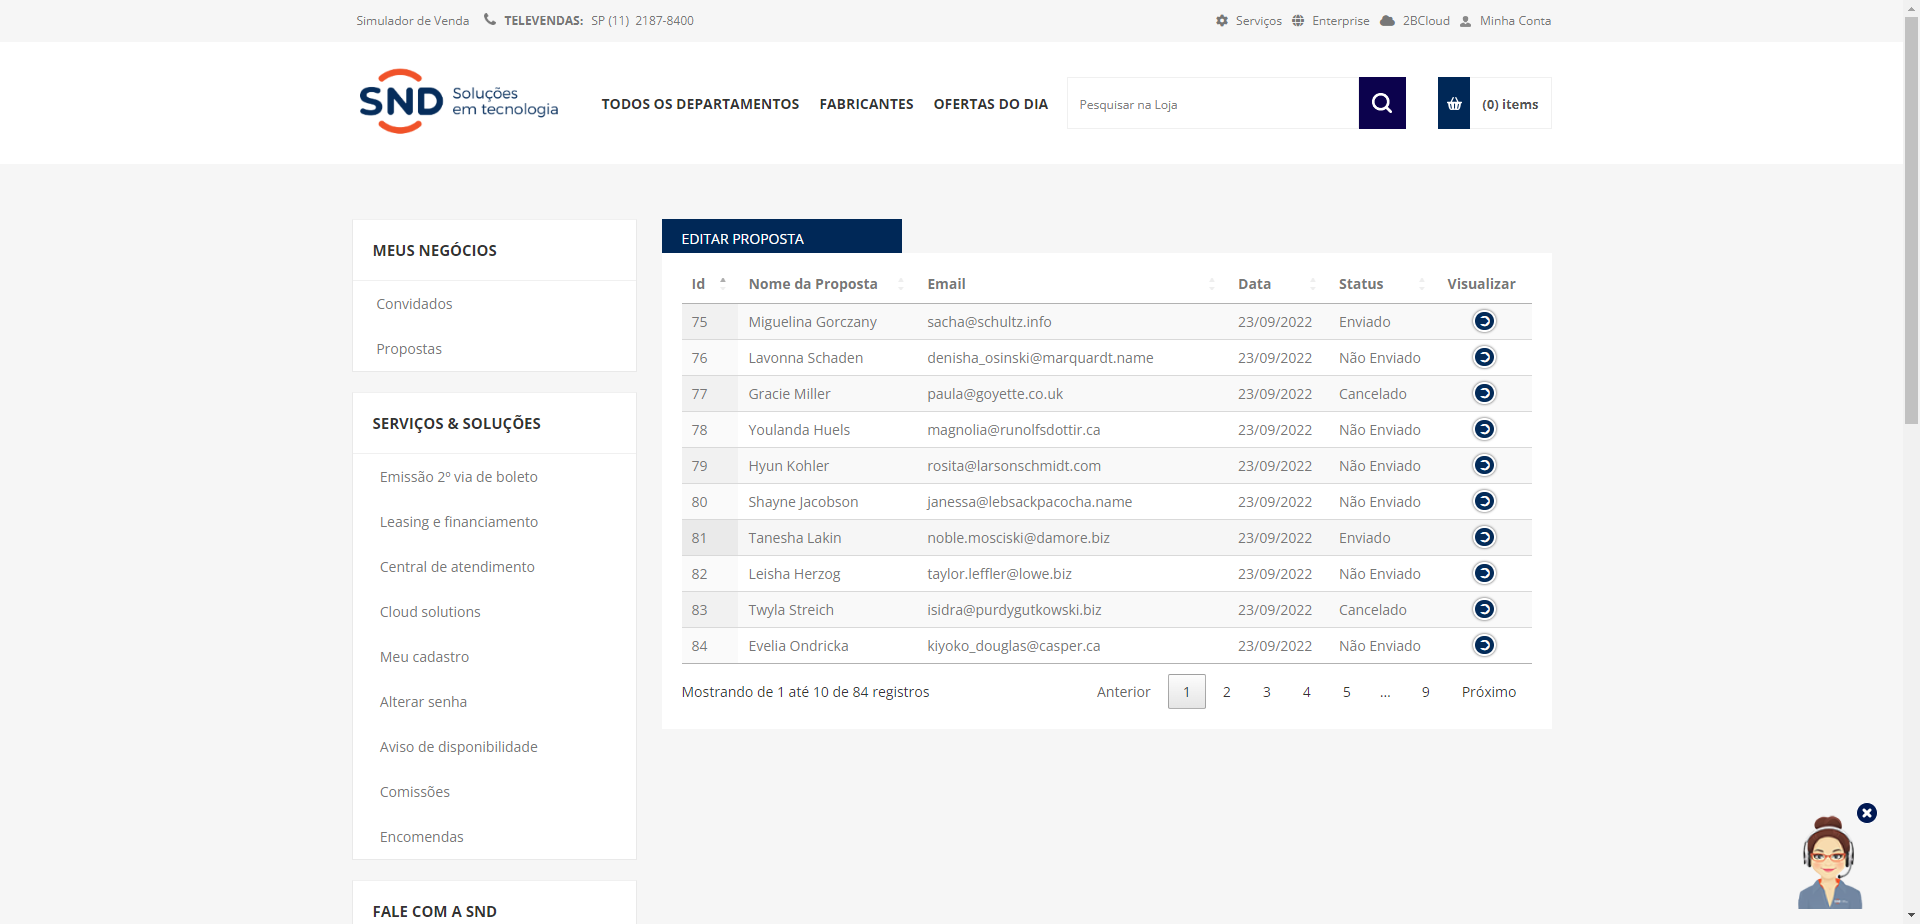 Simulador de Venda TELEVENDAS: SP (11) 2187-8400 Serviços Enterprise 2BCloud Minha Conta
SND Soluções em tecnologia
TODOS OS DEPARTAMENTOS FABRICANTES OFERTAS DO DIA Pesquisar na Loja (0) items
MEUS NEGÓCIOS
Convidados
Propostas
SERVIÇOS & SOLUÇÕES
Emissão 2º via de boleto
Leasing e financiamento
Central de atendimento
Cloud solutions
Meu cadastro
Alterar senha
Aviso de disponibilidade
Comissões
Encomendas
FALE COM A SND
EDITAR PROPOSTA
Id Nome da Proposta Email Data Status Visualizar
75 Miguelina Gorczany sacha@schultz.info 23/09/2022 Enviado
76 Lavonna Schaden denisha_osinski@marquardt.name 23/09/2022 Não Enviado
77 Gracie Miller paula@goyette.co.uk 23/09/2022 Cancelado
78 Youlanda Huels magnolia@runolfsdottir.ca 23/09/2022 Não Enviado
79 Hyun Kohler rosita@larsonschmidt.com 23/09/2022 Não Enviado
80 Shayne Jacobson janessa@lebsackpacocha.name 23/09/2022 Não Enviado
81 Tanesha Lakin noble.mosciski@damore.biz 23/09/2022 Enviado
82 Leisha Herzog taylor.leffler@lowe.biz 23/09/2022 Não Enviado
83 Twyla Streich isidra@purdygutkowski.biz 23/09/2022 Cancelado
84 Evelia Ondricka kiyoko_douglas@casper.ca 23/09/2022 Não Enviado
Mostrando de 1 até 10 de 84 registros Anterior 1 2 3 4 5 ... 9 Próximo